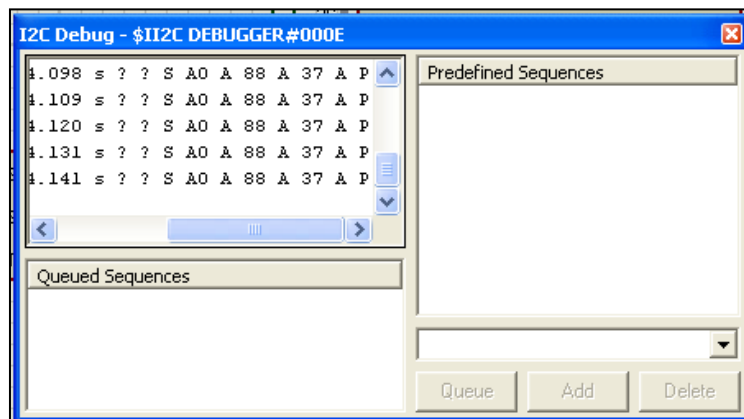 I2C Debug - $II2C DEBUGGER#000E
4.098 s ? ? S A0 A 88 A 37 A P
4.109 s ? ? S A0 A 88 A 37 A P
4.120 s ? ? S A0 A 88 A 37 A P
4.131 s ? ? S A0 A 88 A 37 A P
4.141 s ? ? S A0 A 88 A 37 A P
Predefined Sequences
Queued Sequences
Queue Add Delete